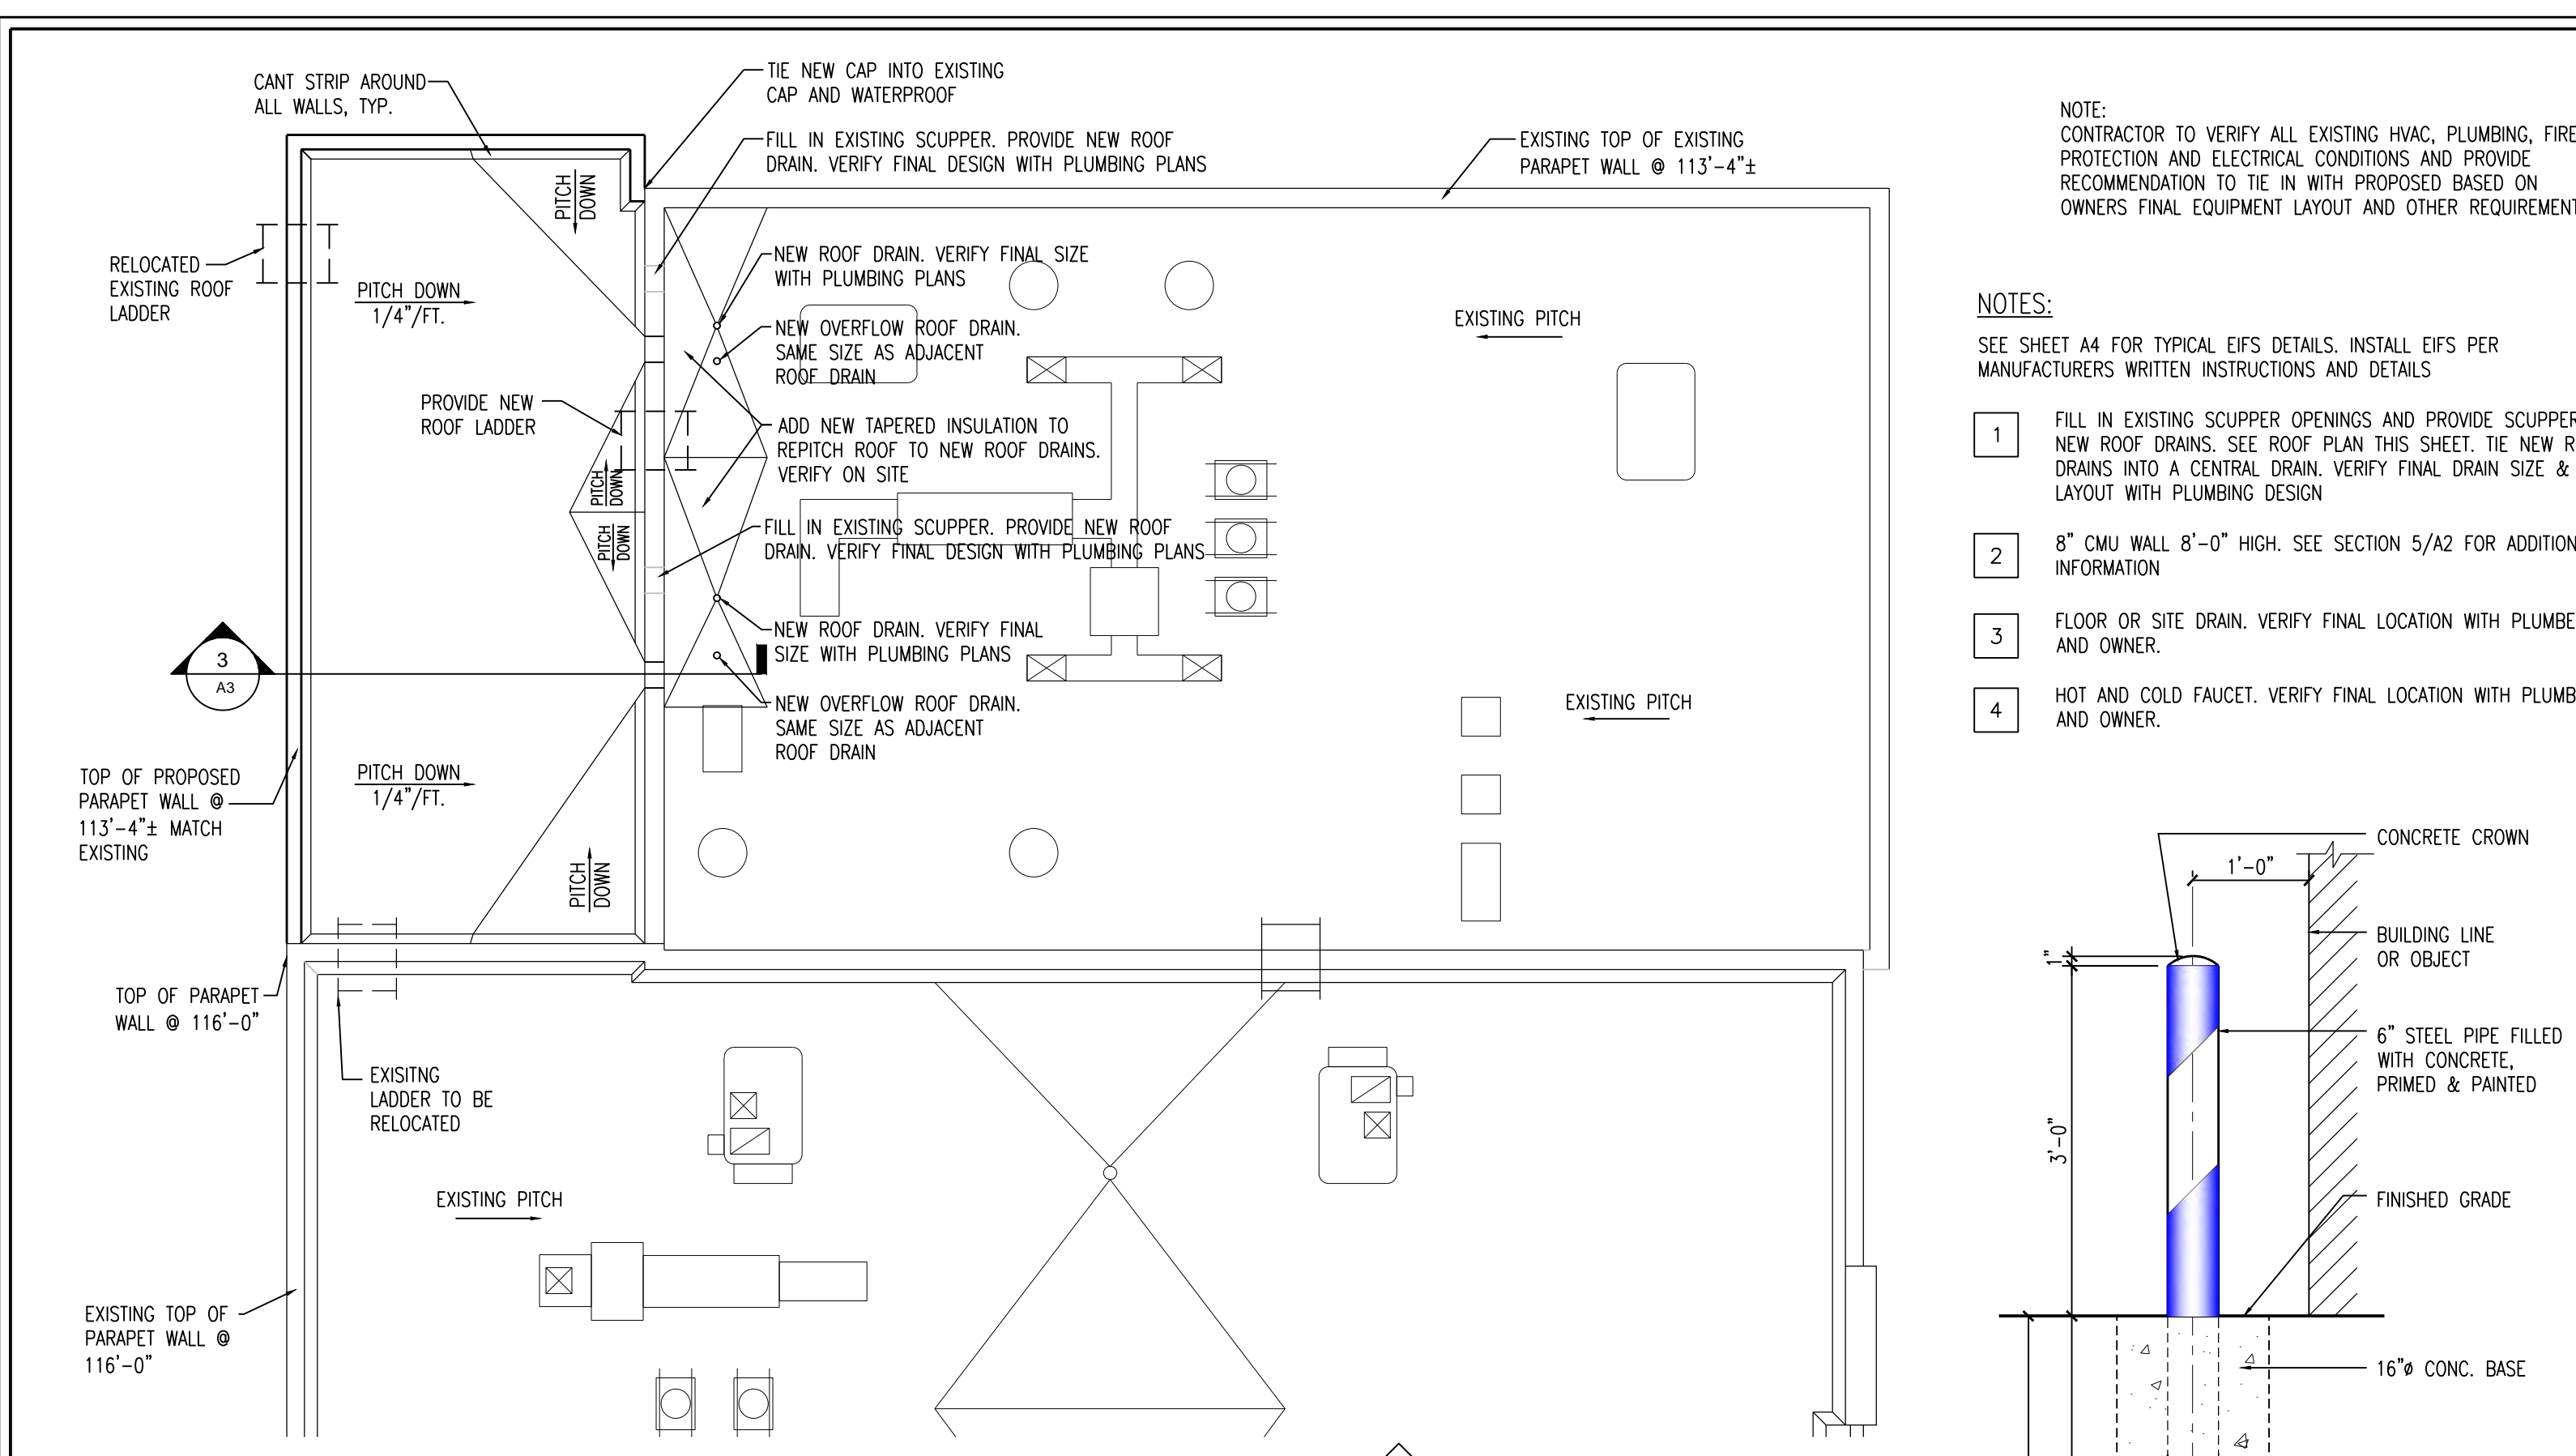 CANT STRIP AROUND
ALL WALLS, TYP.
TIE NEW CAP INTO EXISTING
CAP AND WATERPROOF
FILL IN EXISTING SCUPPER. PROVIDE NEW ROOF
DRAIN. VERIFY FINAL DESIGN WITH PLUMBING PLANS
EXISTING TOP OF EXISTING
PARAPET WALL @ 113'-4"±
PITCH
DOWN
RELOCATED
EXISTING ROOF
LADDER
PITCH DOWN
1/4"/FT.
NEW ROOF DRAIN. VERIFY FINAL SIZE
WITH PLUMBING PLANS
NEW OVERFLOW ROOF DRAIN.
SAME SIZE AS ADJACENT
ROOF DRAIN
EXISTING PITCH
PROVIDE NEW
ROOF LADDER
ADD NEW TAPERED INSULATION TO
REPITCH ROOF TO NEW ROOF DRAINS.
VERIFY ON SITE
PITCH
DOWN
PITCH
DOWN
FILL IN EXISTING SCUPPER. PROVIDE NEW ROOF
DRAIN. VERIFY FINAL DESIGN WITH PLUMBING PLANS
3
A3
NEW ROOF DRAIN. VERIFY FINAL
SIZE WITH PLUMBING PLANS
NEW OVERFLOW ROOF DRAIN.
SAME SIZE AS ADJACENT
ROOF DRAIN
EXISTING PITCH
TOP OF PROPOSED
PARAPET WALL @
113'-4"± MATCH
EXISTING
PITCH DOWN
1/4"/FT.
PITCH
DOWN
TOP OF PARAPET
WALL @ 116'-0"
EXISITNG
LADDER TO BE
RELOCATED
EXISTING PITCH
EXISTING TOP OF
PARAPET WALL @
116'-0"
NOTE:
CONTRACTOR TO VERIFY ALL EXISTING HVAC, PLUMBING, FIRE
PROTECTION AND ELECTRICAL CONDITIONS AND PROVIDE
RECOMMENDATION TO TIE IN WITH PROPOSED BASED ON
OWNERS FINAL EQUIPMENT LAYOUT AND OTHER REQUIREMENT
NOTES:
SEE SHEET A4 FOR TYPICAL EIFS DETAILS. INSTALL EIFS PER
MANUFACTURERS WRITTEN INSTRUCTIONS AND DETAILS
1
FILL IN EXISTING SCUPPER OPENINGS AND PROVIDE SCUPPER
NEW ROOF DRAINS. SEE ROOF PLAN THIS SHEET. TIE NEW R
DRAINS INTO A CENTRAL DRAIN. VERIFY FINAL DRAIN SIZE &
LAYOUT WITH PLUMBING DESIGN
2
8" CMU WALL 8'-0" HIGH. SEE SECTION 5/A2 FOR ADDITION
INFORMATION
3
FLOOR OR SITE DRAIN. VERIFY FINAL LOCATION WITH PLUMBE
AND OWNER.
4
HOT AND COLD FAUCET. VERIFY FINAL LOCATION WITH PLUMB
AND OWNER.
CONCRETE CROWN
1'-0"
BUILDING LINE
OR OBJECT
1"
6" STEEL PIPE FILLED
WITH CONCRETE,
PRIMED & PAINTED
3'-0"
FINISHED GRADE
16"ø CONC. BASE